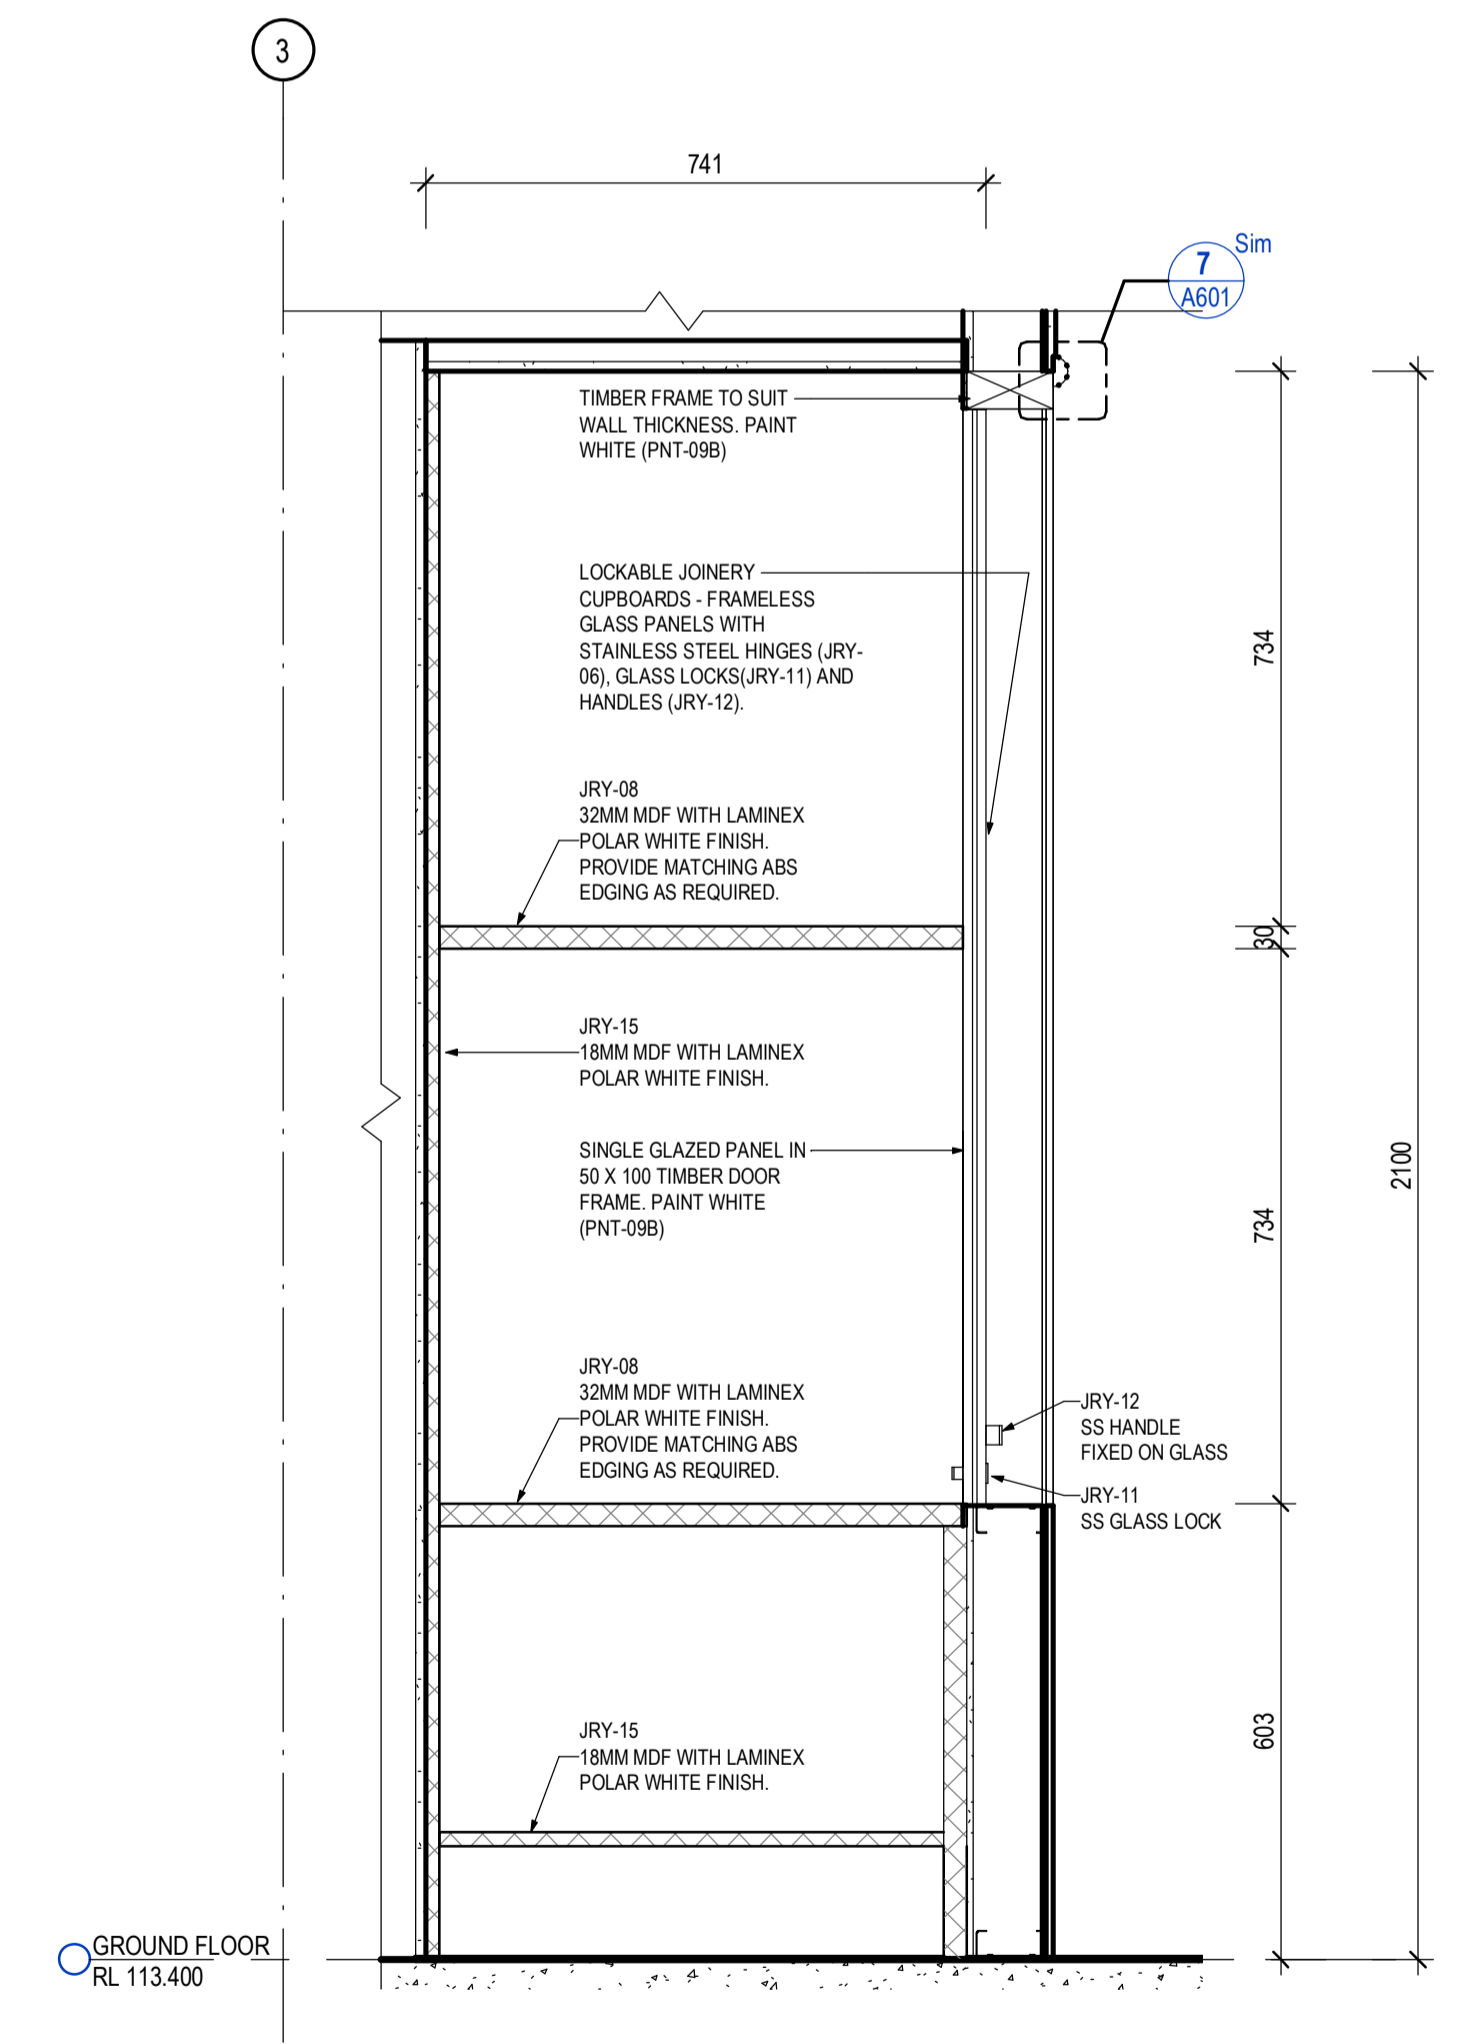 3
741
Sim
7
A601
TIMBER FRAME TO SUIT
WALL THICKNESS. PAINT
WHITE (PNT-09B)
LOCKABLE JOINERY
CUPBOARDS - FRAMELESS
GLASS PANELS WITH
STAINLESS STEEL HINGES (JRY-
06), GLASS LOCKS(JRY-11) AND
HANDLES (JRY-12).
734
JRY-08
32MM MDF WITH LAMINEX
POLAR WHITE FINISH.
PROVIDE MATCHING ABS
EDGING AS REQUIRED.
30
JRY-15
18MM MDF WITH LAMINEX
POLAR WHITE FINISH.
SINGLE GLAZED PANEL IN
50 X 100 TIMBER DOOR
FRAME. PAINT WHITE
(PNT-09B)
2100
734
JRY-08
32MM MDF WITH LAMINEX
POLAR WHITE FINISH.
PROVIDE MATCHING ABS
EDGING AS REQUIRED.
JRY-12
SS HANDLE
FIXED ON GLASS
JRY-11
SS GLASS LOCK
JRY-15
18MM MDF WITH LAMINEX
POLAR WHITE FINISH.
603
GROUND FLOOR
RL 113.400